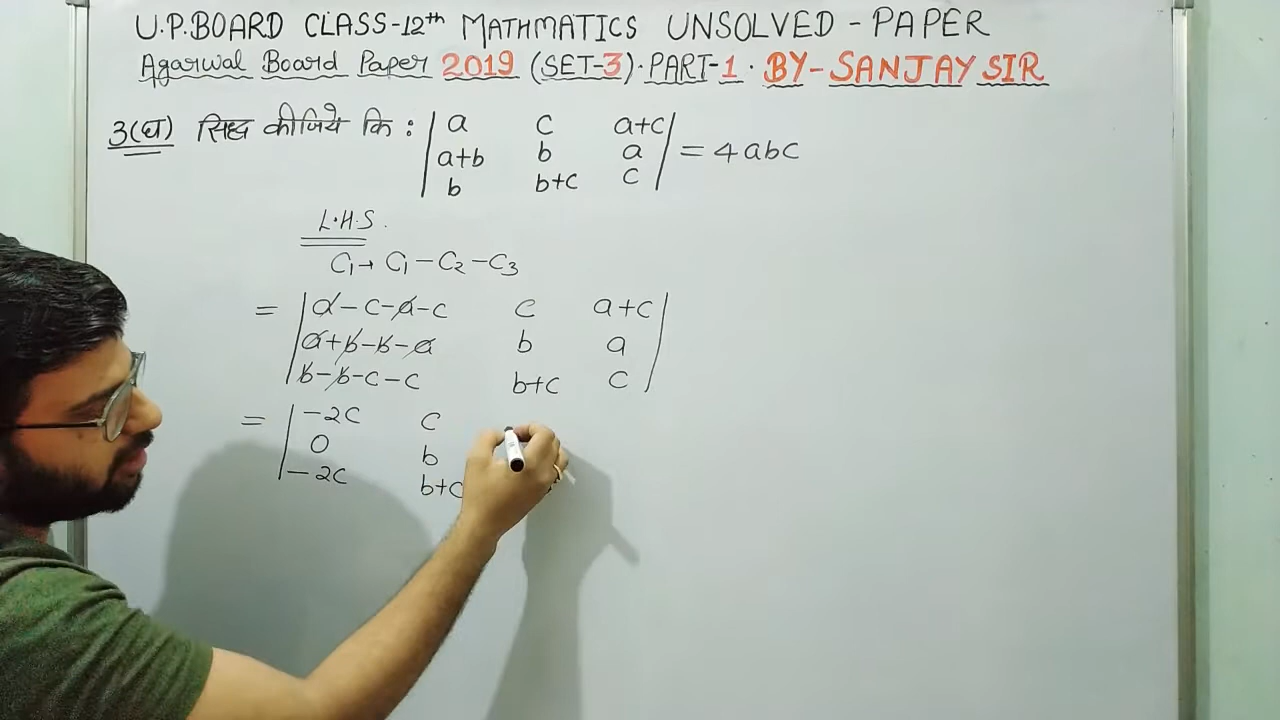 U.P.BOARD CLASS-12th MATHMATICS UNSOLVED - PAPER
Agarwal Board Paper 2019 (SET-3) · PART-1 · BY-SANJAY SIR
3(घ) सिद्ध कीजिये कि : | a c a+c |
| a+b b a | = 4abc
| b b+c c |
L.H.S.
C₁→ C₁ - C₂ - C₃
= | a-c-a-c c a+c |
| a+b-b-a b a |
| b-b-c-c b+c c |
= | -2c c
| 0 b
| -2c b+c